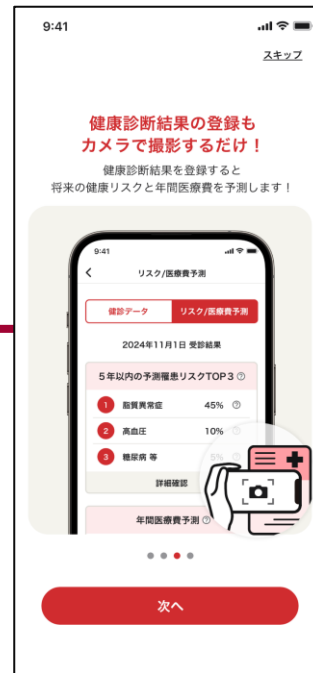 9:41
スキップ
健康診断結果の登録も
カメラで撮影するだけ！
健康診断結果を登録すると
将来の健康リスクと年間医療費を予測します！
9:41
リスク/医療費予測
健診データ
リスク/医療費予測
2024年11月1日 受診結果
5年以内の予測罹患リスクTOP3
1 脂質異常症 45%
2 高血圧 10%
3 糖尿病 等 5%
詳細確認
年間医療費予測
次へ